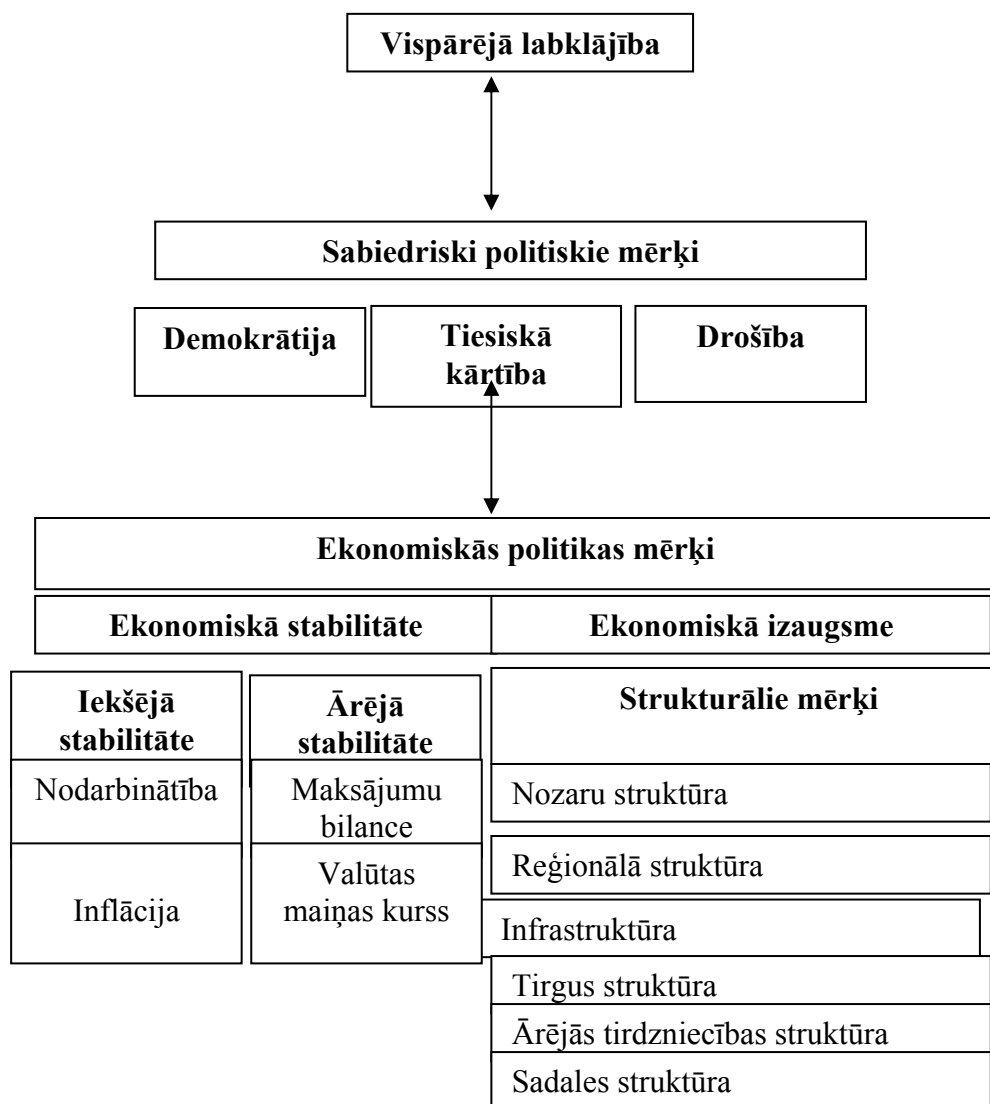 Vispārējā labklājība
Sabiedriski politiskie mērķi
Demokrātija
Tiesiskā
kārtība
Drošība
Ekonomiskās politikas mērķi
Ekonomiskā stabilitāte
Ekonomiskā izaugsme
Iekšējā
stabilitāte
Ārējā
stabilitāte
Strukturālie mērķi
Nodarbinātība
Maksājumu
bilance
Nozaru struktūra
Inflācija
Valūtas
maiņas kurss
Reģionālā struktūra
Infrastruktūra
Tirgus struktūra
Ārējās tirdzniecības struktūra
Sadales struktūra